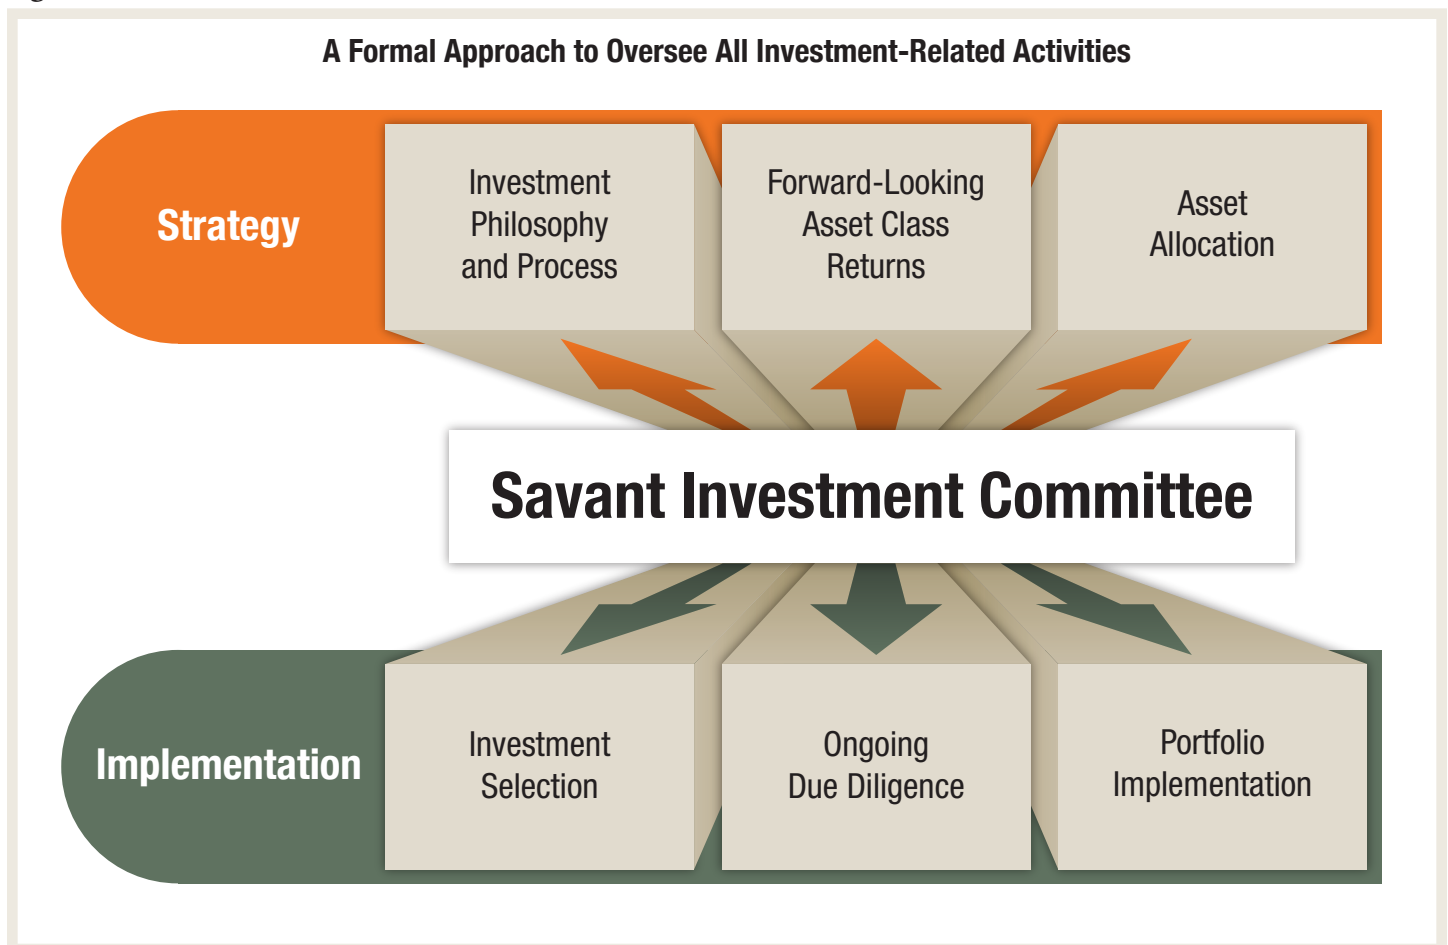 A Formal Approach to Oversee All Investment-Related Activities
Strategy
Investment
Philosophy
and Process
Forward-Looking
Asset Class
Returns
Asset
Allocation
Savant Investment Committee
Implementation
Investment
Selection
Ongoing
Due Diligence
Portfolio
Implementation